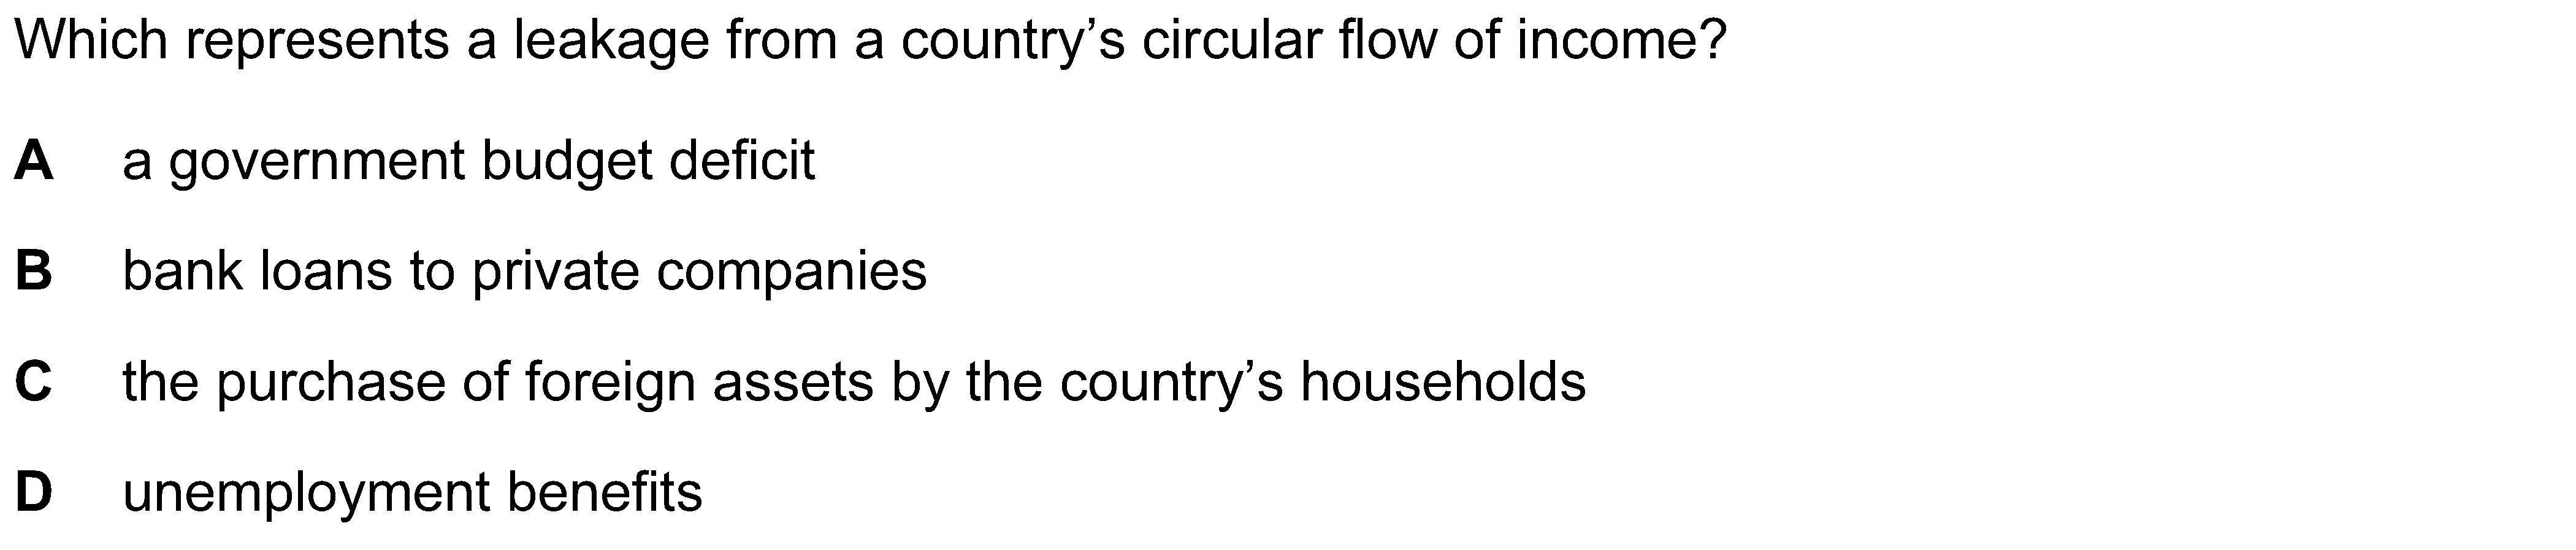 Which represents a leakage from a country’s circular flow of income?
A a government budget deficit
B bank loans to private companies
C the purchase of foreign assets by the country’s households
D unemployment benefits